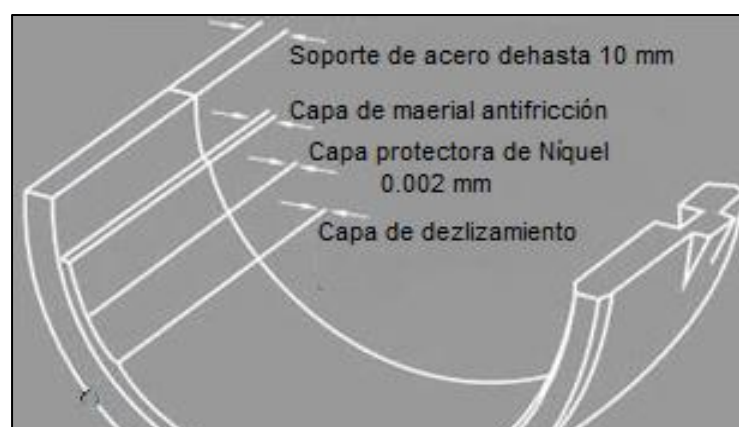 Soporte de acero dehasta 10 mm
Capa de maerial antifricción
Capa protectora de Níquel
0.002 mm
Capa de dezlizamiento